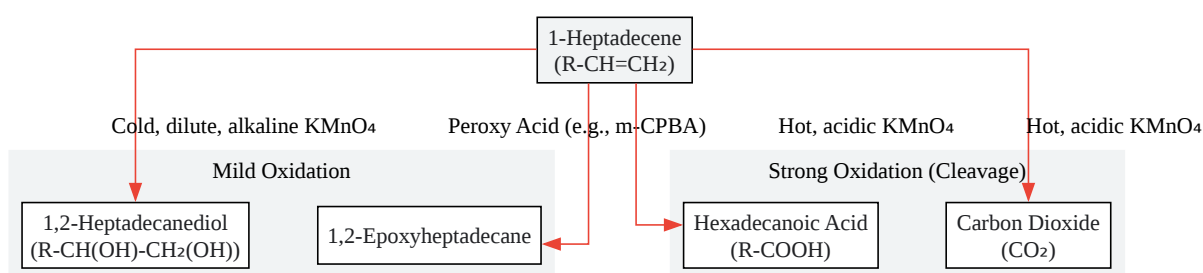 1-Heptadecene
(R-CH=CH₂)
Cold, dilute, alkaline KMnO₄
Peroxy Acid (e.g., m-CPBA)
Hot, acidic KMnO₄
Hot, acidic KMnO₄
Mild Oxidation
Strong Oxidation (Cleavage)
1,2-Heptadecanediol
(R-CH(OH)-CH₂(OH))
1,2-Epoxyheptadecane
Hexadecanoic Acid
(R-COOH)
Carbon Dioxide
(CO₂)